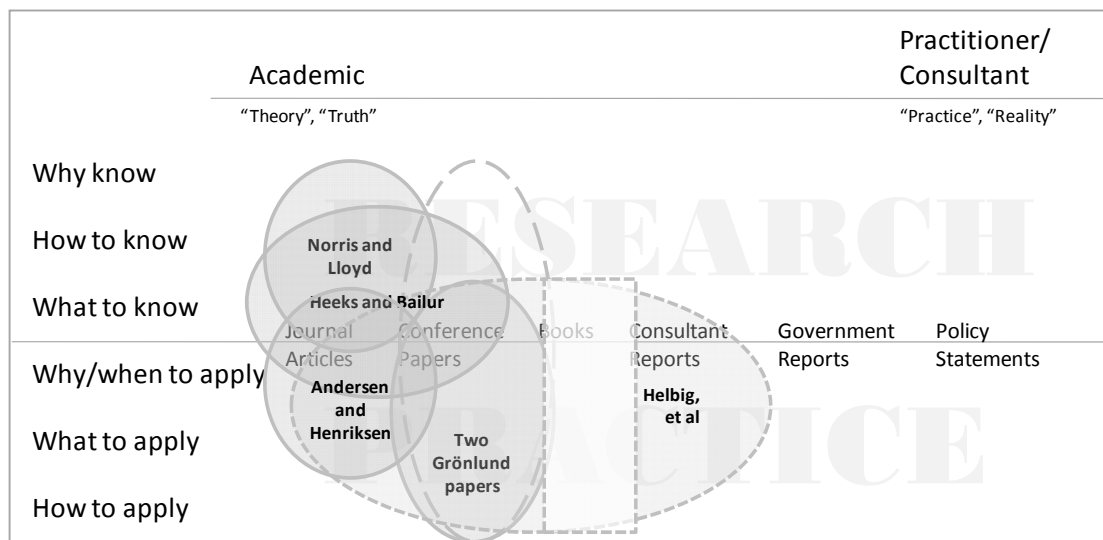 Practitioner/
Academic
Consultant
“Theory”, “Truth”
“Practice”, “Reality”
Why know
RESEARCH
How to know
Norris and
Lloyd
What to know
Heeks and Bailur
Journal
Articles
Conference
Papers
Books
Consultant
Reports
Government
Reports
Policy
Statements
Why/when to apply
Andersen
and
Henriksen
Helbig,
et al
PRACTICE
What to apply
Two
Grönlund
papers
How to apply